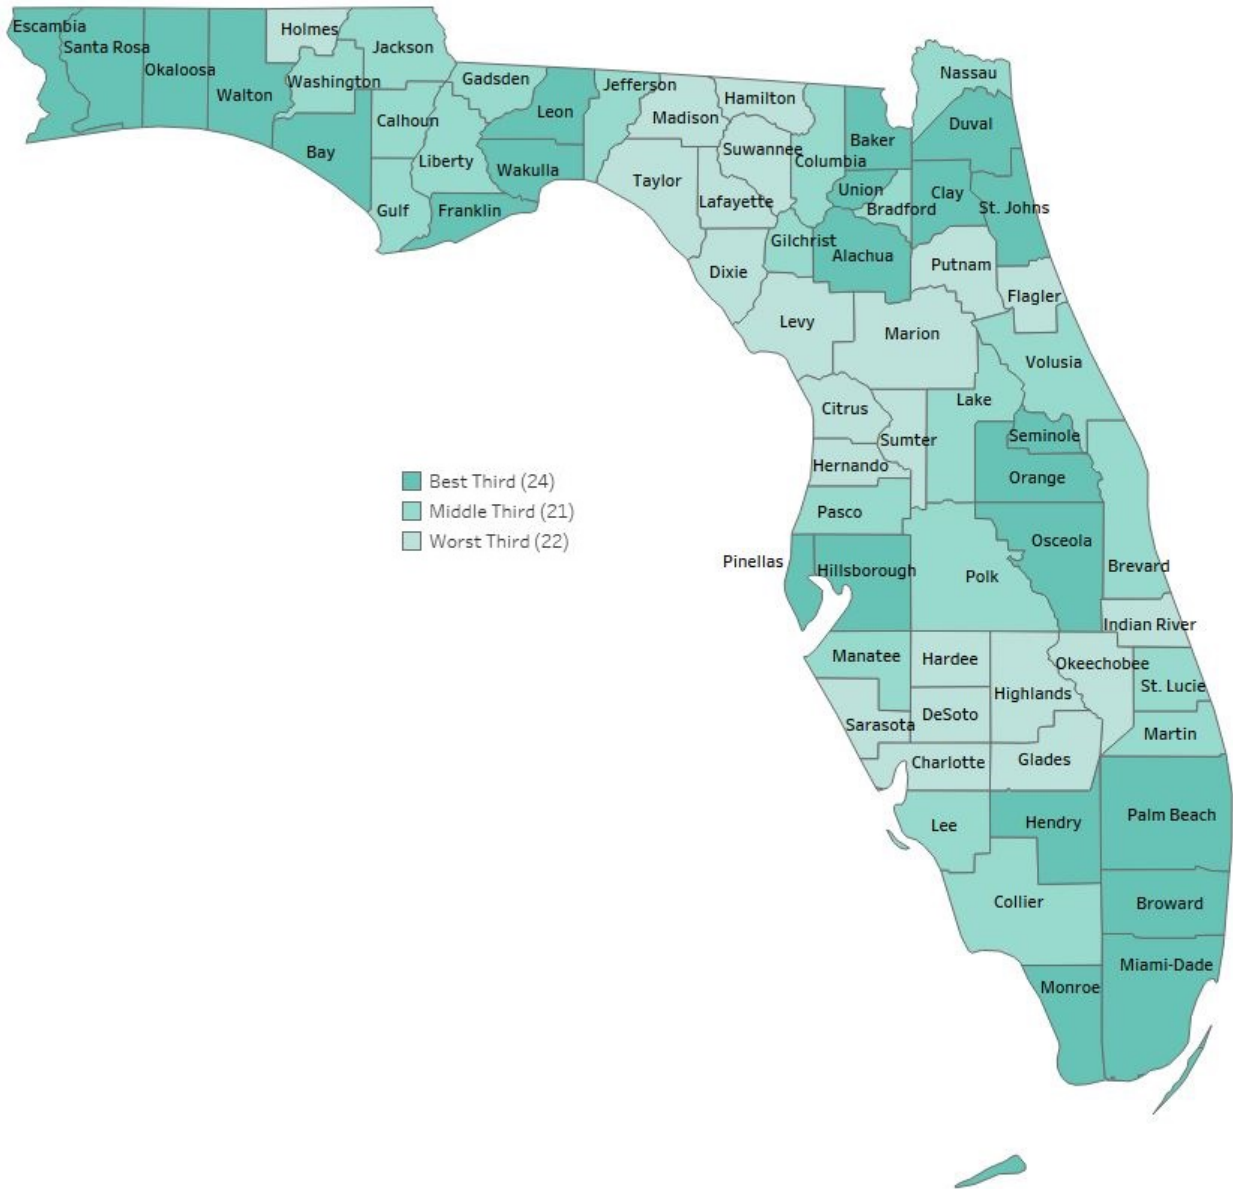 Escambia
Santa Rosa
Okaloosa
Walton
Holmes
Washington
Jackson
Bay
Calhoun
Gulf
Liberty
Gadsden
Franklin
Leon
Wakulla
Jefferson
Madison
Taylor
Hamilton
Suwannee
Lafayette
Dixie
Columbia
Gilchrist
Levy
Baker
Union
Bradford
Alachua
Nassau
Duval
Clay
St. Johns
Putnam
Flagler
Marion
Volusia
Citrus
Sumter
Lake
Hernando
Seminole
Orange
Best Third (24)
Middle Third (21)
Worst Third (22)
Pasco
Pinellas
Hillsborough
Polk
Osceola
Brevard
Indian River
Manatee
Hardee
Okeechobee
Highlands
St. Lucie
Sarasota
DeSoto
Martin
Charlotte
Glades
Lee
Hendry
Palm Beach
Collier
Broward
Miami-Dade
Monroe